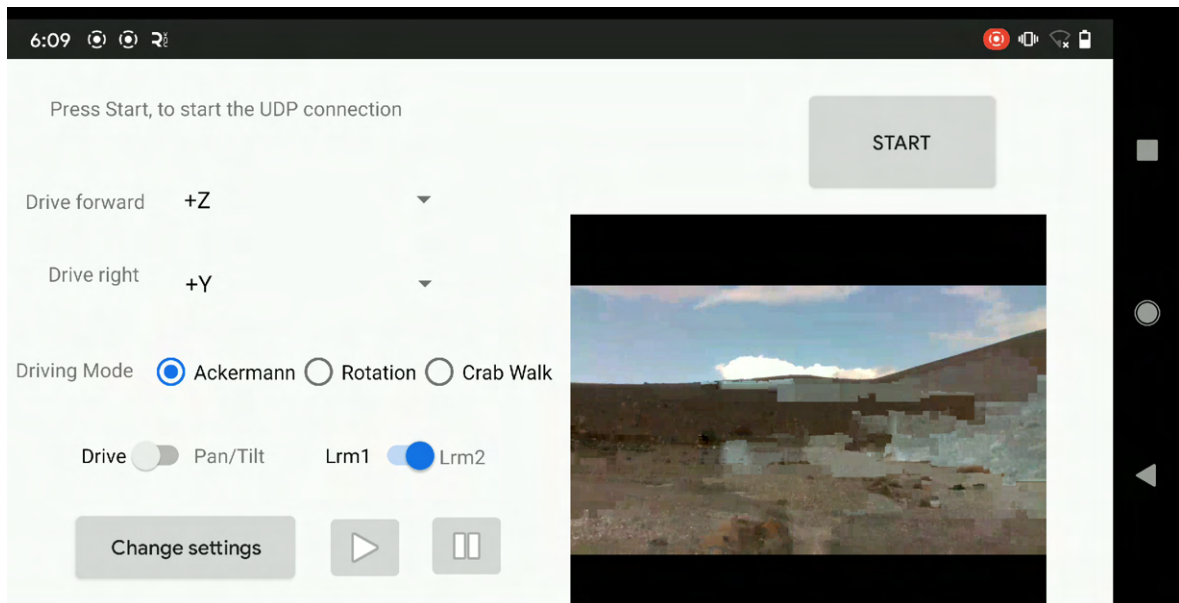 6:09
Press Start, to start the UDP connection
START
Drive forward +Z
Drive right +Y
Driving Mode Ackermann Rotation Crab Walk
Drive Pan/Tilt Lrm1 Lrm2
Change settings